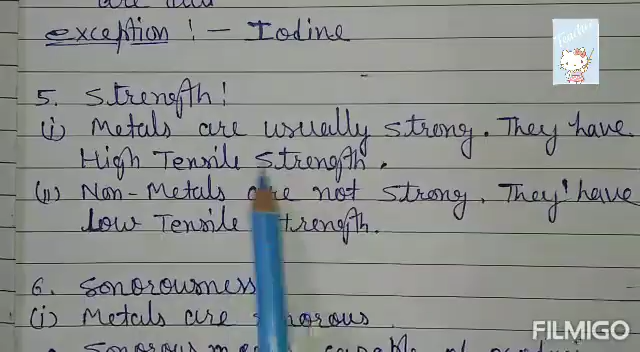 exception! - Iodine
5. Strength!
(i) Metals are usually strong. They have
High Tensile Strength.
(ii) Non-Metals are not strong. They have
Low Tensile Strength.
6. Sonorousness
(i) Metals are sonorous
Teacher
FILMIGO